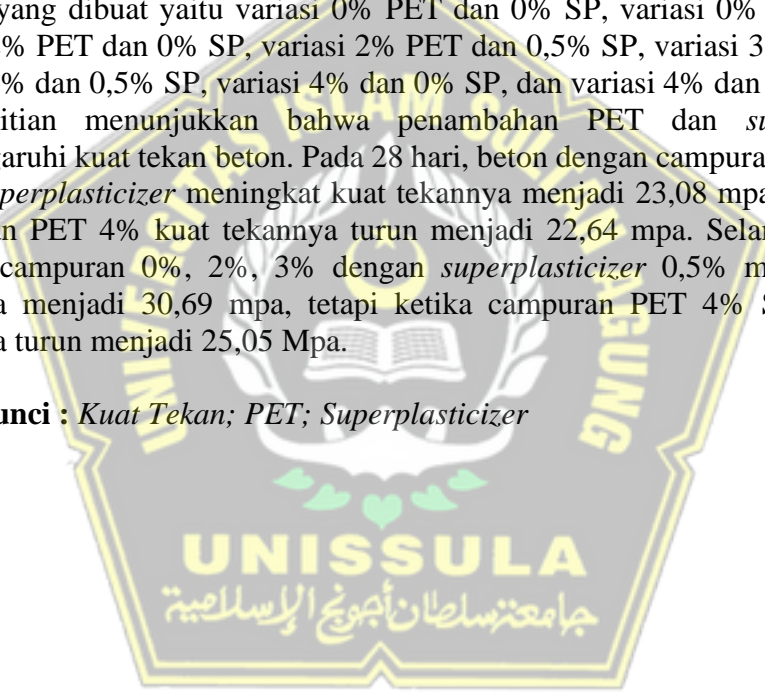 yang dibuat yaitu variasi 0% PET dan 0% SP, variasi 0%
% PET dan 0% SP, variasi 2% PET dan 0,5% SP, variasi 3
% dan 0,5% SP, variasi 4% dan 0% SP, dan variasi 4% dan
itian menunjukkan bahwa penambahan PET dan su
garuhi kuat tekan beton. Pada 28 hari, beton dengan campura
perplasticizer meningkat kuat tekannya menjadi 23,08 mpa
n PET 4% kuat tekannya turun menjadi 22,64 mpa. Selan
campuran 0%, 2%, 3% dengan superplasticizer 0,5% m
a menjadi 30,69 mpa, tetapi ketika campuran PET 4% S
a turun menjadi 25,05 Mpa.
unci : Kuat Tekan; PET; Superplasticizer
UNIVERSITAS ISLAM SULTAN AGUNG
UNISSULA
جامعة سلطان أجونج الإسلامية